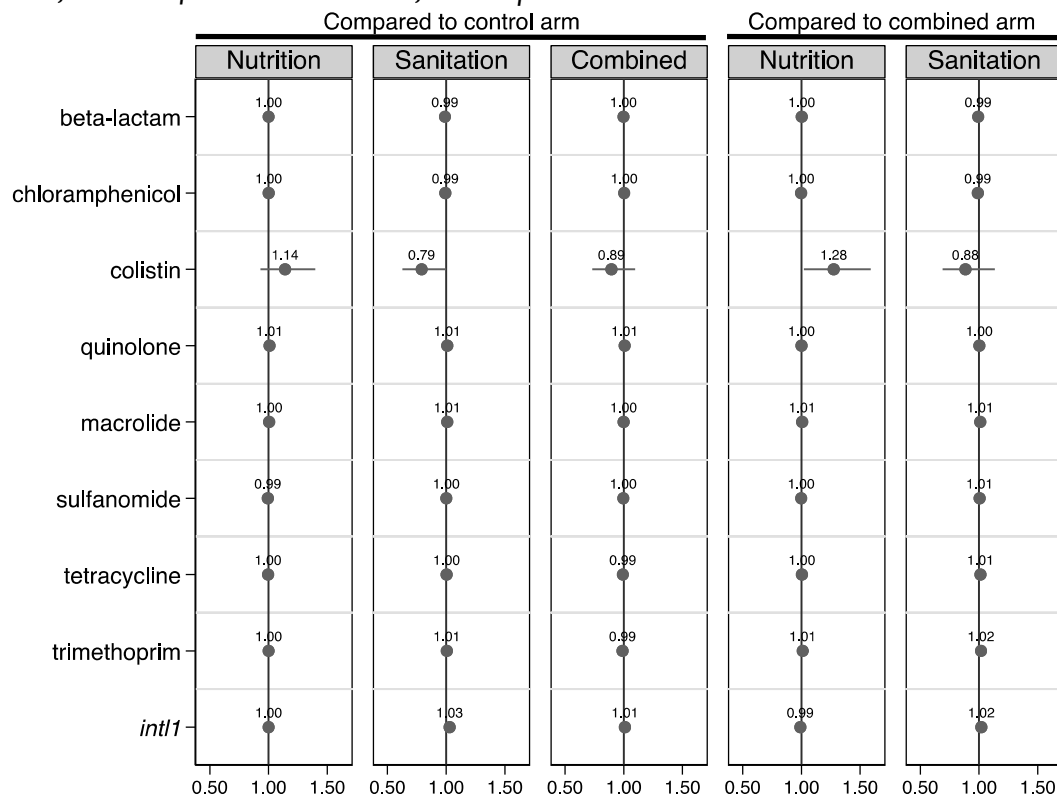 Compared to control arm Compared to combined arm
Nutrition Sanitation Combined Nutrition Sanitation
beta-lactam 1.00 0.99 1.00 1.00 0.99
chloramphenicol 1.00 0.99 1.00 1.00 0.99
colistin 1.14 0.79 0.89 1.28 0.88
quinolone 1.01 1.01 1.01 1.00 1.00
macrolide 1.00 1.01 1.00 1.01 1.01
sulfanomide 0.99 1.00 1.00 1.00 1.01
tetracycline 1.00 1.00 0.99 1.00 1.01
trimethoprim 1.00 1.01 0.99 1.01 1.02
intl1 1.00 1.03 1.01 0.99 1.02
0.50 1.00 1.50 0.50 1.00 1.50 0.50 1.00 1.50 0.50 1.00 1.50 0.50 1.00 1.50